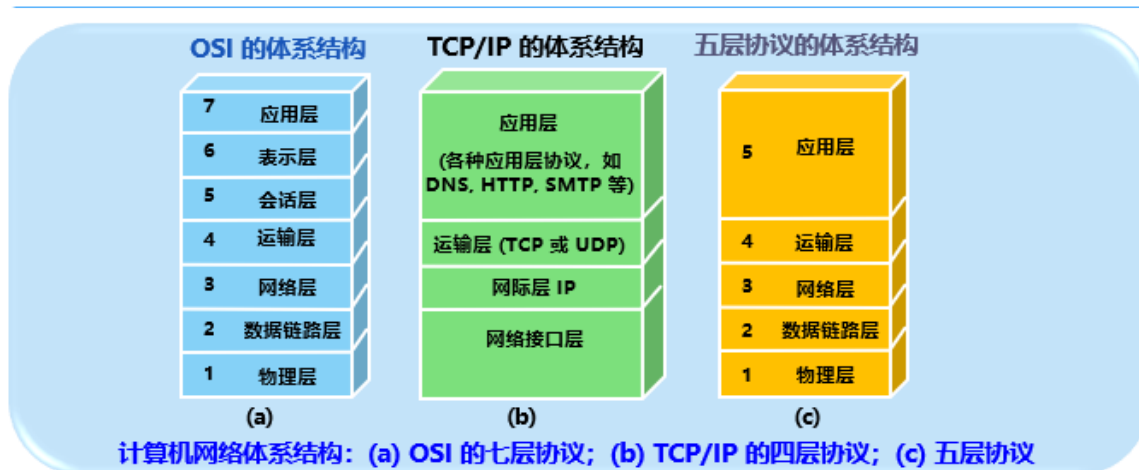 OSI 的体系结构
7 应用层
6 表示层
5 会话层
4 运输层
3 网络层
2 数据链路层
1 物理层
(a)
TCP/IP 的体系结构
应用层
(各种应用层协议，如
DNS, HTTP, SMTP 等)
运输层 (TCP 或 UDP)
网际层 IP
网络接口层
(b)
五层协议的体系结构
5 应用层
4 运输层
3 网络层
2 数据链路层
1 物理层
(c)
计算机网络体系结构：(a) OSI 的七层协议；(b) TCP/IP 的四层协议；(c) 五层协议